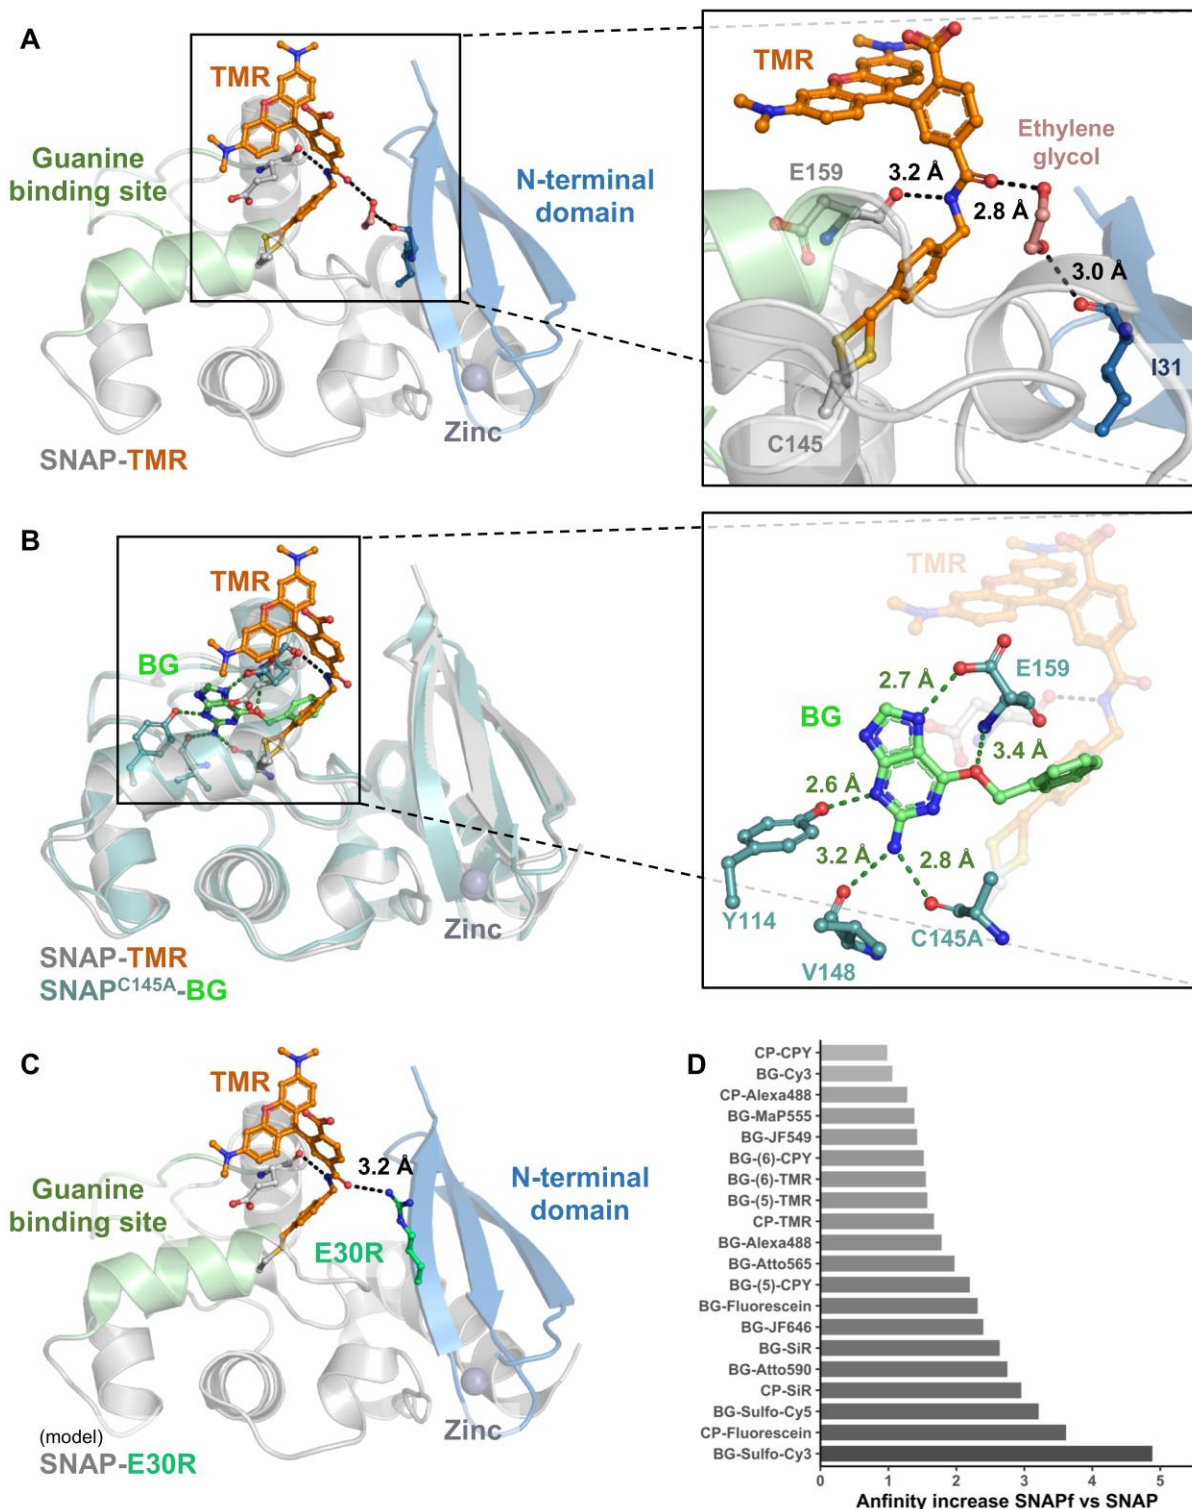 A
TMR
Guanine
binding site
N-terminal
domain
Zinc
SNAP-TMR
TMR
Ethylene
glycol
E159
3.2 Å
2.8 Å
3.0 Å
I31
C145
B
TMR
BG
Zinc
SNAP-TMR
SNAPC145A-BG
TMR
E159
2.7 Å
BG
3.4 Å
2.6 Å
3.2 Å
2.8 Å
Y114
C145A
V148
C
TMR
Guanine
binding site
3.2 Å
N-terminal
domain
E30R
Zinc
(model)
SNAP-E30R
D
CP-CPY
BG-Cy3
CP-Alexa488
BG-MaP555
BG-JF549
BG-(6)-CPY
BG-(6)-TMR
BG-(5)-TMR
CP-TMR
BG-Alexa488
BG-Atto565
BG-(5)-CPY
BG-Fluorescein
BG-JF646
BG-SiR
BG-Atto590
CP-SiR
BG-Sulfo-Cy5
CP-Fluorescein
BG-Sulfo-Cy3
0 1 2 3 4 5
Anfinity increase SNAPf vs SNAP